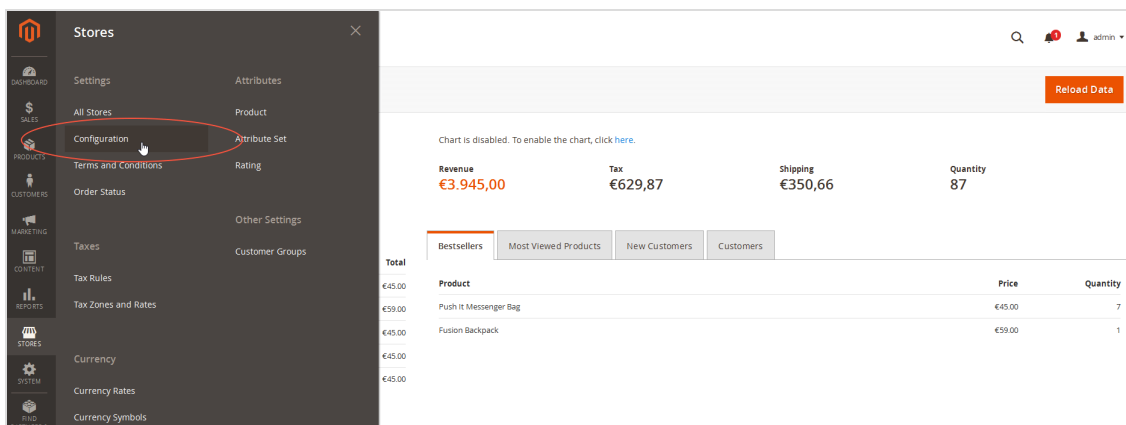 Stores
1
admin
DASHBOARD
Settings
Attributes
Reload Data
SALES
All Stores
Product
PRODUCTS
Configuration
Attribute Set
Chart is disabled. To enable the chart, click here.
Terms and Conditions
Rating
CUSTOMERS
Order Status
Revenue
Tax
Shipping
Quantity
€3.945,00
€629,87
€350,66
87
MARKETING
Other Settings
Taxes
Customer Groups
Bestsellers
Most Viewed Products
New Customers
Customers
CONTENT
Total
Tax Rules
€45.00
Product
Price
Quantity
REPORTS
Tax Zones and Rates
€59.00
Push It Messenger Bag
€45.00
7
STORES
€45.00
Fusion Backpack
€59.00
1
Currency
€45.00
SYSTEM
€45.00
Currency Rates
FIND
Currency Symbols